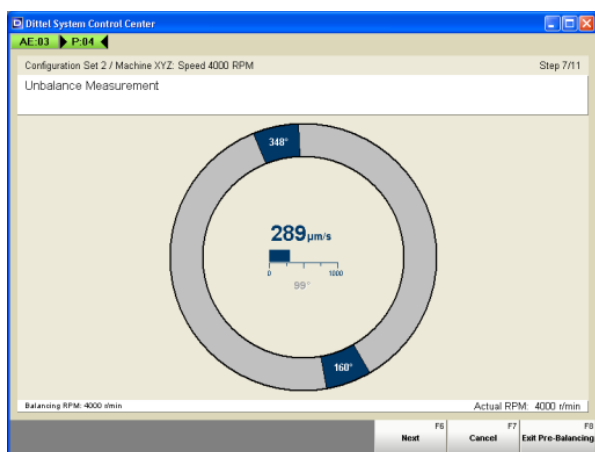 Dittel System Control Center
AE:03 P:04
Configuration Set 2 / Machine XYZ: Speed 4000 RPM Step 7/11
Unbalance Measurement
348°
289 µm/s
0 1000
99°
160°
Balancing RPM: 4000 r/min Actual RPM: 4000 r/min
F6 F7 F8
Next Cancel Exit Pre-Balancing